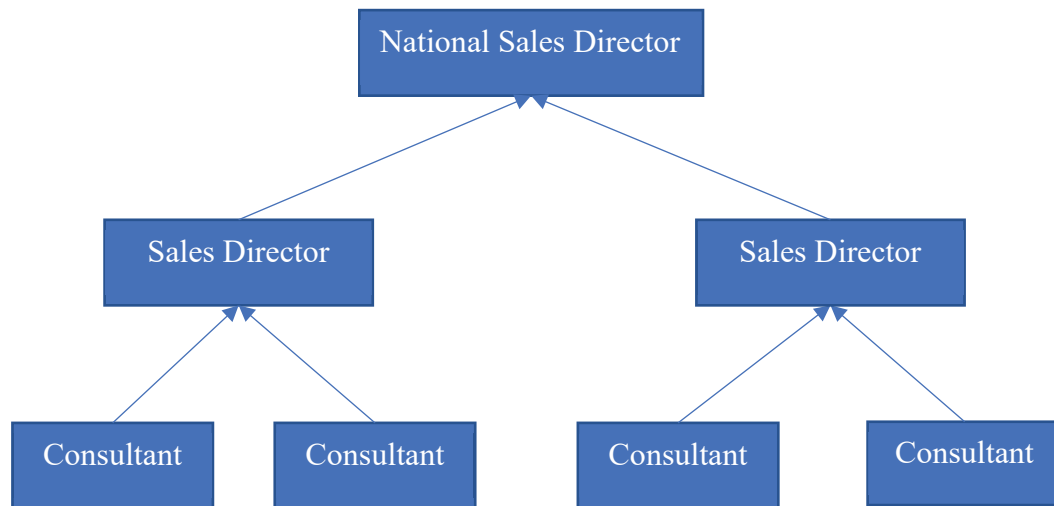 National Sales Director
Sales Director
Sales Director
Consultant
Consultant
Consultant
Consultant